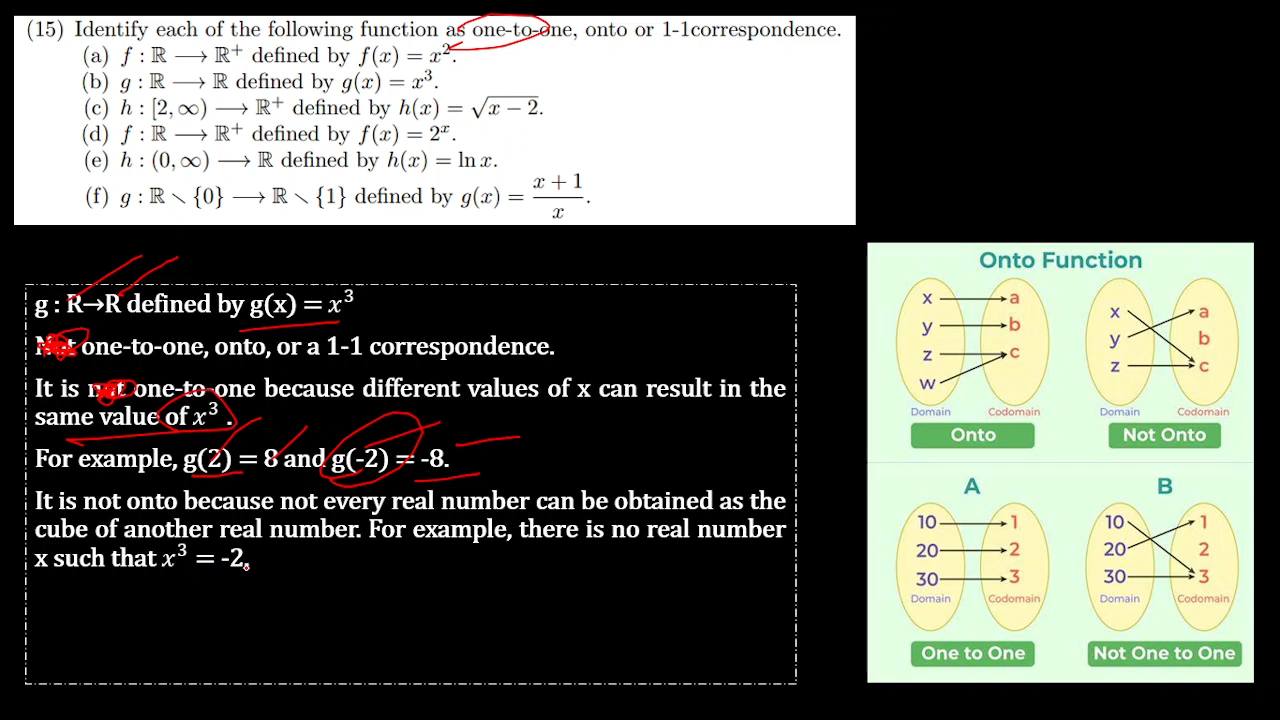 (15) Identify each of the following function as one-to-one, onto or 1-1correspondence.
(a) f : ℝ ⟶ ℝ⁺ defined by f(x) = x².
(b) g : ℝ ⟶ ℝ defined by g(x) = x³.
(c) h : [2, ∞) ⟶ ℝ⁺ defined by h(x) = √(x − 2).
(d) f : ℝ ⟶ ℝ⁺ defined by f(x) = 2ˣ.
(e) h : (0, ∞) ⟶ ℝ defined by h(x) = ln x.
(f) g : ℝ ∖ {0} ⟶ ℝ ∖ {1} defined by g(x) = (x + 1)/x.
g : R→R defined by g(x) = x³
Not one-to-one, onto, or a 1-1 correspondence.
It is not one-to-one because different values of x can result in the
same value of x³ .
For example, g(2) = 8 and g(-2) = -8.
It is not onto because not every real number can be obtained as the
cube of another real number. For example, there is no real number
x such that x³ = -2.
Onto Function
x a
y b
z c
w
Domain Codomain
Onto
x a
y b
z c
Domain Codomain
Not Onto
A
10 1
20 2
30 3
Domain Codomain
One to One
B
10 1
20 2
30 3
Domain Codomain
Not One to One